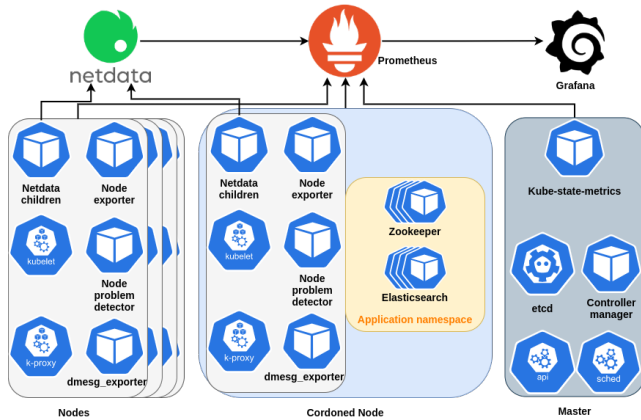 netdata
Prometheus
Grafana
Netdata
children
Node
exporter
kubelet
Node
problem
detector
k-proxy
dmesg_exporter
Nodes
Netdata
children
Node
exporter
kubelet
Node
problem
detector
k-proxy
dmesg_exporter
Zookeeper
Elasticsearch
Application namespace
Cordoned Node
Kube-state-metrics
etcd
Controller
manager
api
sched
Master